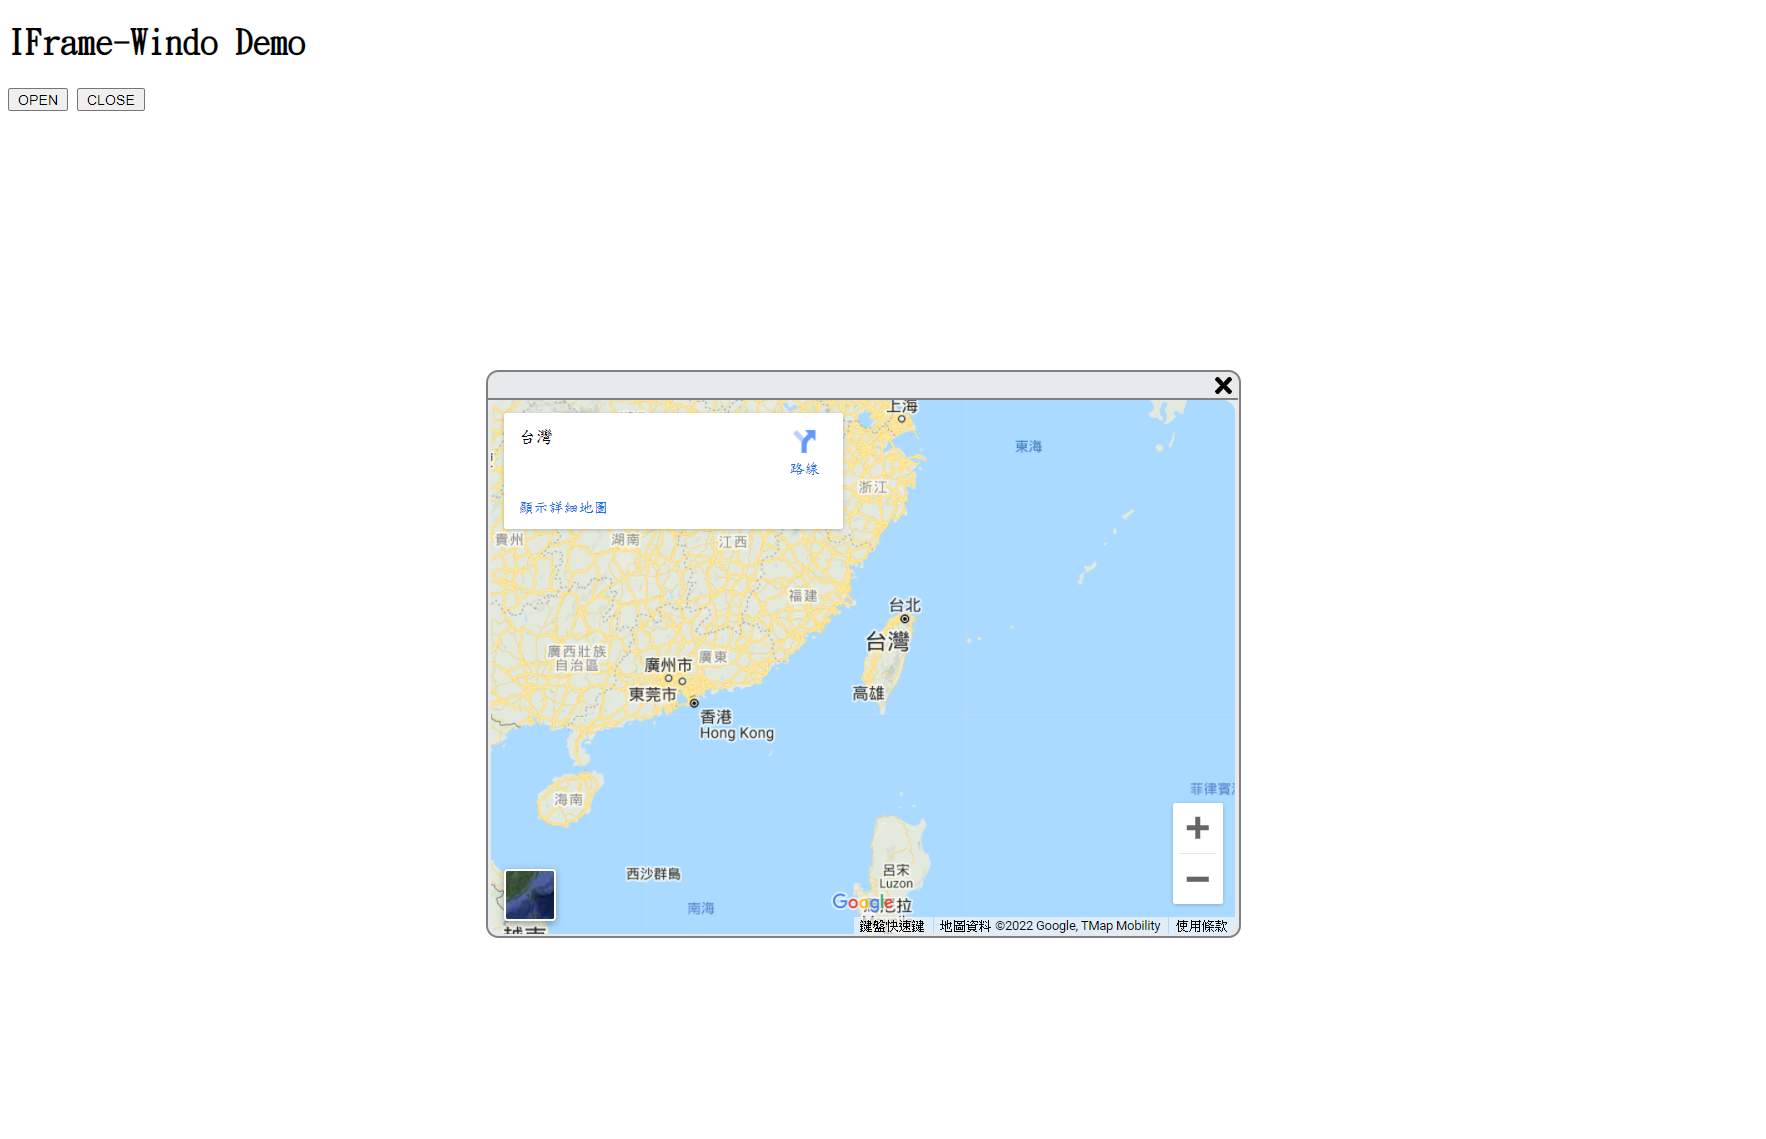 IFrame-Windo Demo
OPEN CLOSE
上海
台灣
路線
東海
浙江
顯示詳細地圖
貴州
湖南
江西
福建
台北
台灣
廣西壯族
自治區
廣州市
廣東
東莞市
高雄
香港
Hong Kong
菲律賓
海南
呂宋
Luzon
西沙群島
南海
Google
鍵盤快速鍵
地圖資料 ©2022 Google, TMap Mobility
使用條款